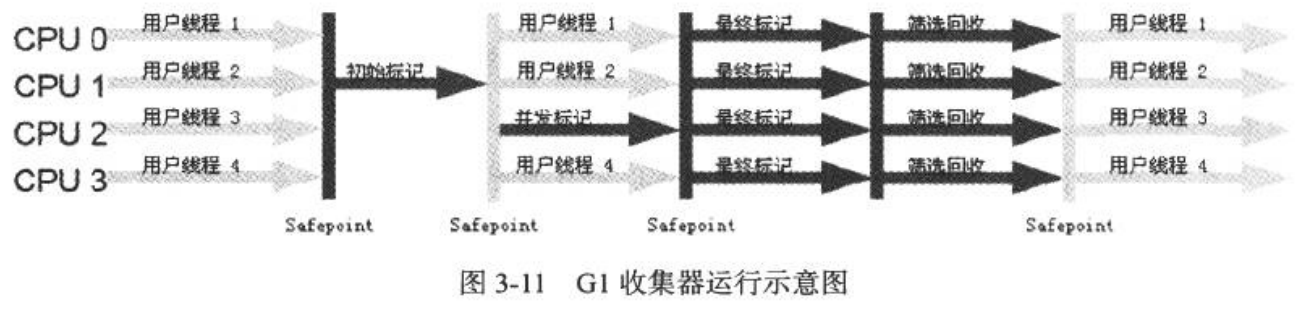 CPU 0 用户线程 1 用户线程 1 最终标记 筛选回收 用户线程 1
CPU 1 用户线程 2 初始标记 用户线程 2 最终标记 筛选回收 用户线程 2
CPU 2 用户线程 3 并发标记 最终标记 筛选回收 用户线程 3
CPU 3 用户线程 4 用户线程 4 最终标记 筛选回收 用户线程 4
Safepoint Safepoint Safepoint Safepoint
图 3-11 G1 收集器运行示意图